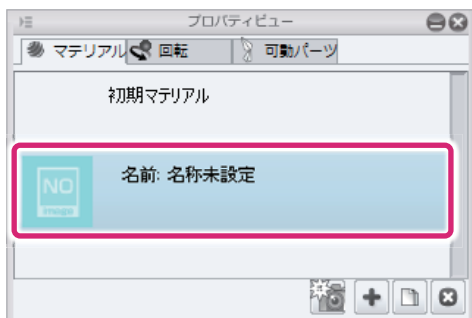 プロパティビュー
マテリアル 回転 可動パーツ
初期マテリアル
NO
image
名前: 名称未設定